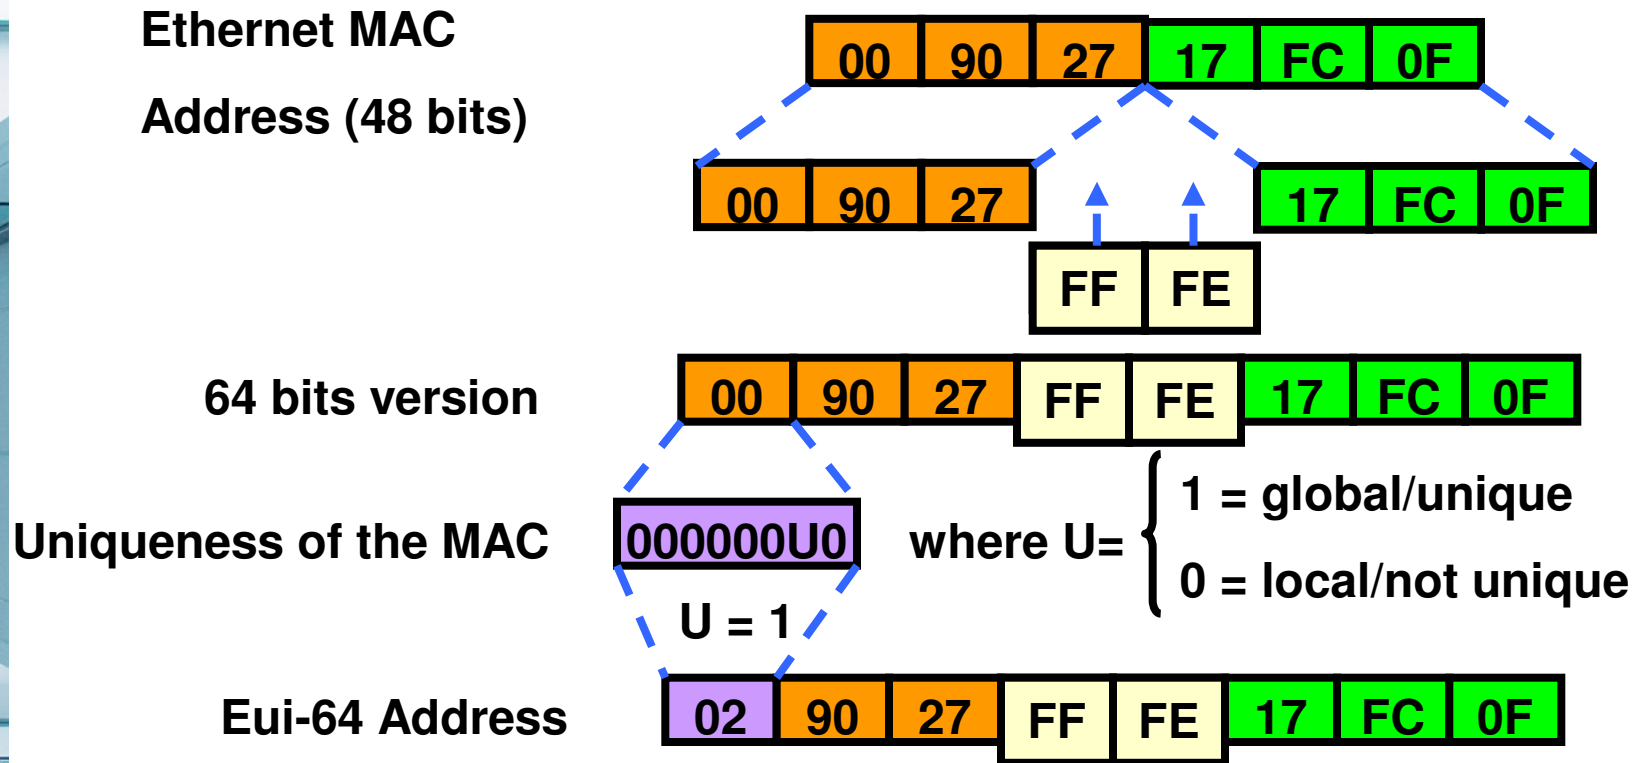 Ethernet MAC
00 90 27 17 FC 0F
Address (48 bits)
00 90 27 17 FC 0F
FF FE
64 bits version 00 90 27 FF FE 17 FC 0F
1 = global/unique
Uniqueness of the MAC 000000U0 where U=
0 = local/not unique
U = 1
Eui-64 Address 02 90 27 FF FE 17 FC 0F